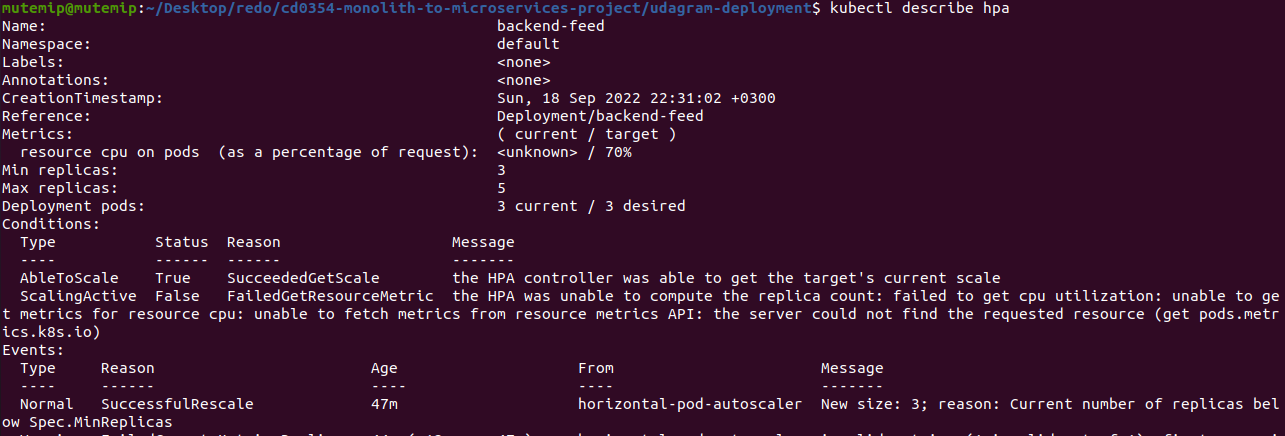 mutemip@mutemip:~/Desktop/redo/cd0354-monolith-to-microservices-project/udagram-deployment$ kubectl describe hpa
Name: backend-feed
Namespace: default
Labels: <none>
Annotations: <none>
CreationTimestamp: Sun, 18 Sep 2022 22:31:02 +0300
Reference: Deployment/backend-feed
Metrics: ( current / target )
resource cpu on pods (as a percentage of request): <unknown> / 70%
Min replicas: 3
Max replicas: 5
Deployment pods: 3 current / 3 desired
Conditions:
Type Status Reason Message
---- ------ ------ -------
AbleToScale True SucceededGetScale the HPA controller was able to get the target's current scale
ScalingActive False FailedGetResourceMetric the HPA was unable to compute the replica count: failed to get cpu utilization: unable to ge
t metrics for resource cpu: unable to fetch metrics from resource metrics API: the server could not find the requested resource (get pods.metr
ics.k8s.io)
Events:
Type Reason Age From Message
---- ------ ---- ---- -------
Normal SuccessfulRescale 47m horizontal-pod-autoscaler New size: 3; reason: Current number of replicas bel
ow Spec.MinReplicas